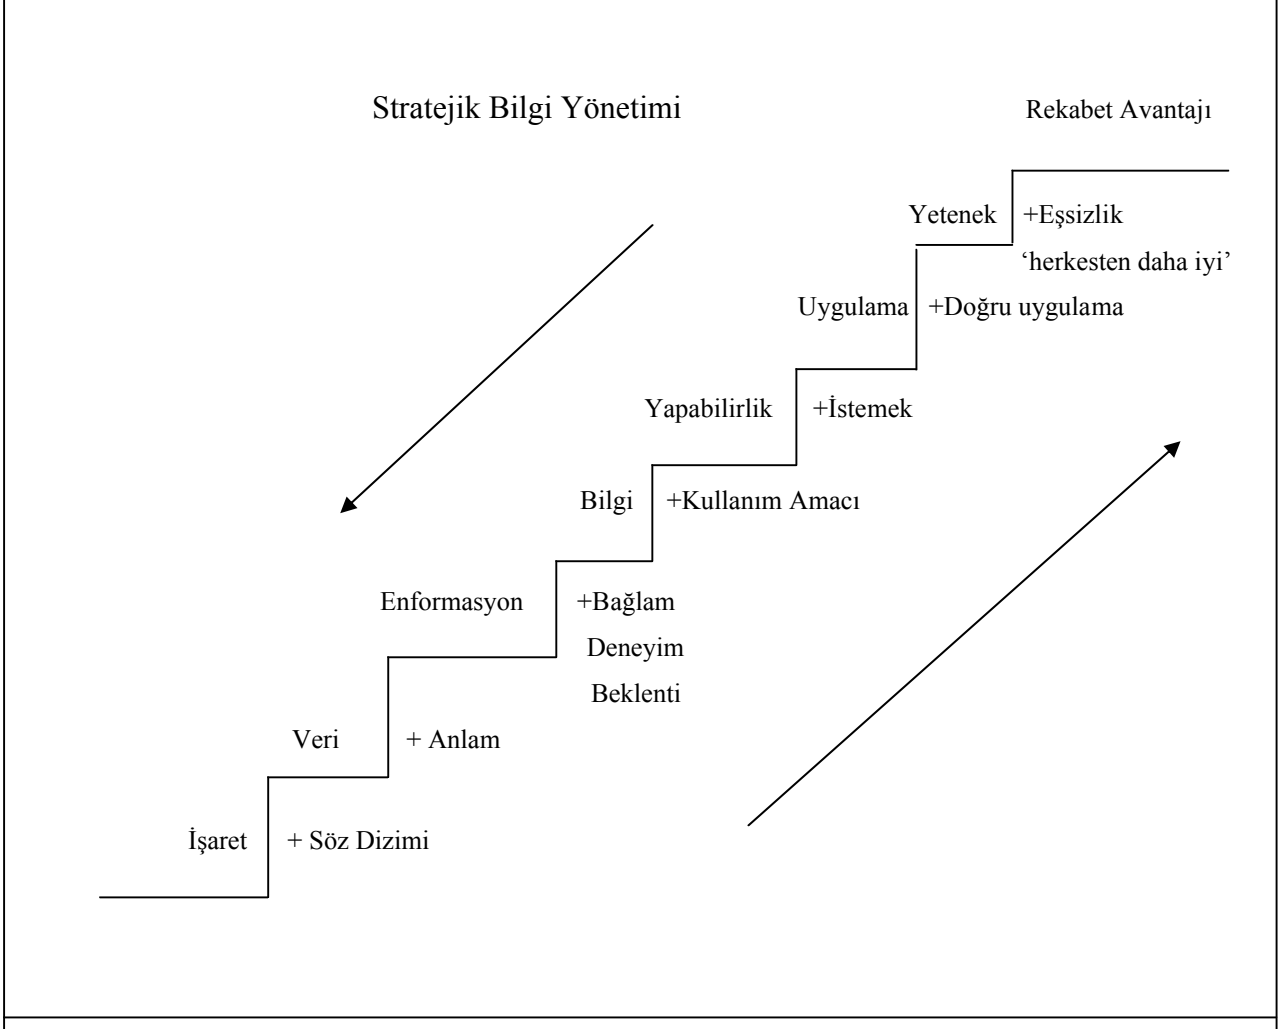 Stratejik Bilgi Yönetimi
Rekabet Avantajı
Yetenek
+Eşsizlik
‘herkesten daha iyi’
Uygulama
+Doğru uygulama
Yapabilirlik
+İstemek
Bilgi
+Kullanım Amacı
Enformasyon
+Bağlam
Deneyim
Beklenti
Veri
+ Anlam
İşaret
+ Söz Dizimi